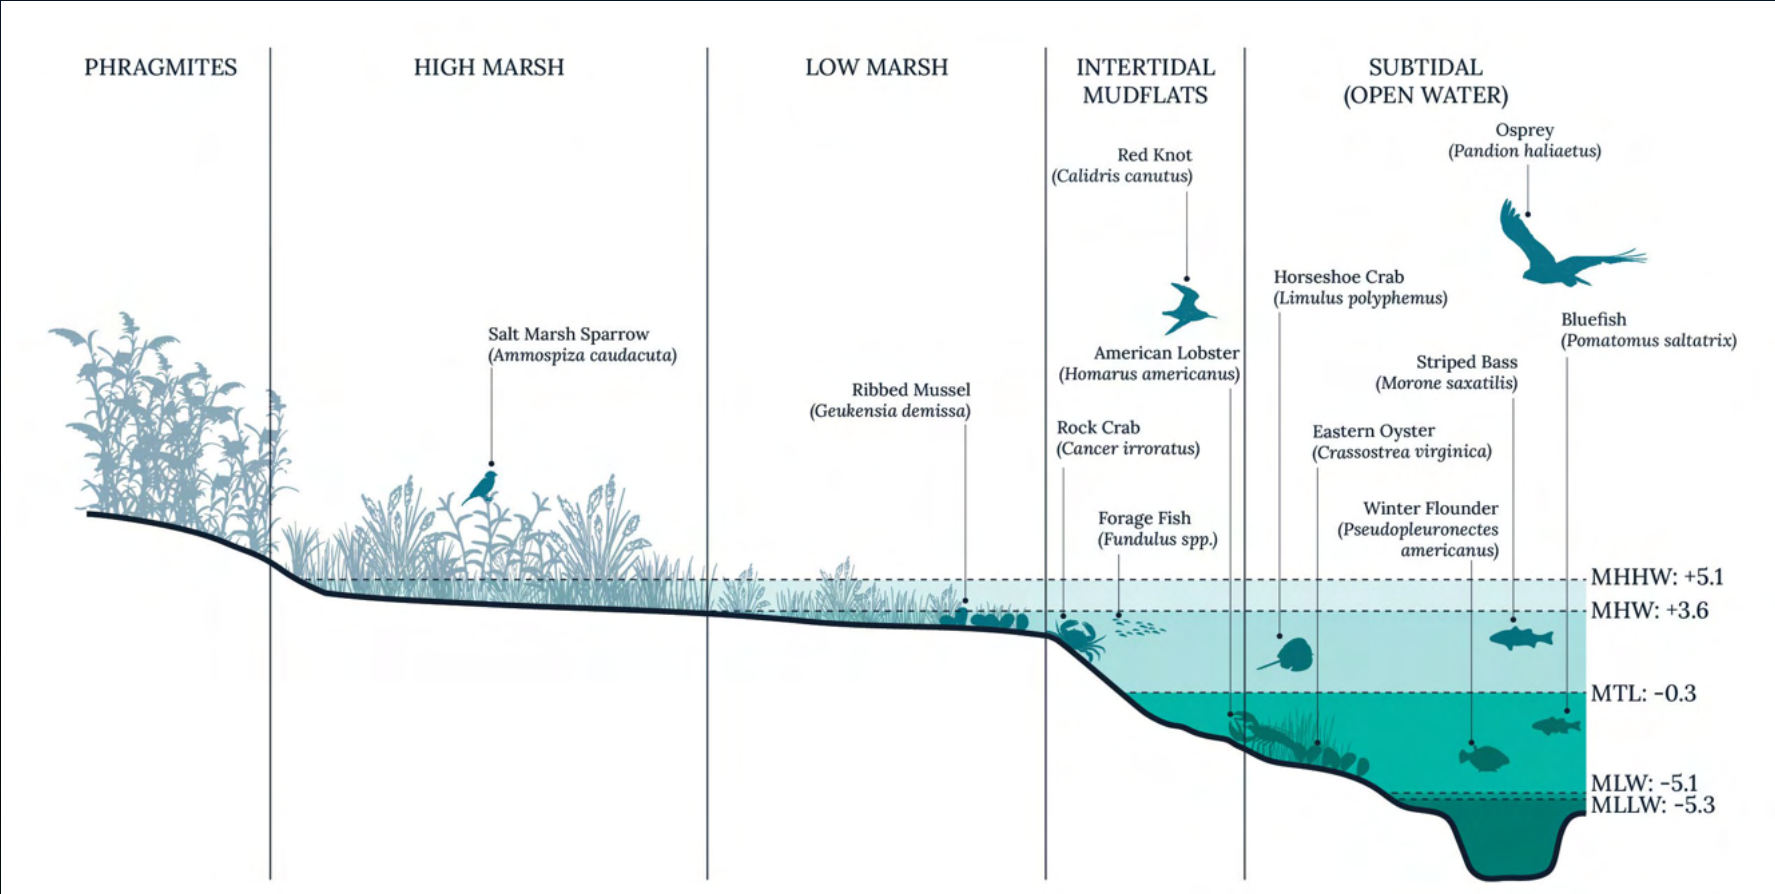 PHRAGMITES
HIGH MARSH
LOW MARSH
INTERTIDAL
MUDFLATS
SUBTIDAL
(OPEN WATER)
Osprey
(Pandion haliaetus)
Red Knot
(Calidris canutus)
Horseshoe Crab
(Limulus polyphemus)
Bluefish
(Pomatomus saltatrix)
Salt Marsh Sparrow
(Ammospiza caudacuta)
American Lobster
(Homarus americanus)
Striped Bass
(Morone saxatilis)
Ribbed Mussel
(Geukensia demissa)
Rock Crab
(Cancer irroratus)
Eastern Oyster
(Crassostrea virginica)
Forage Fish
(Fundulus spp.)
Winter Flounder
(Pseudopleuronectes
americanus)
MHHW: +5.1
MHW: +3.6
MTL: -0.3
MLW: -5.1
MLLW: -5.3